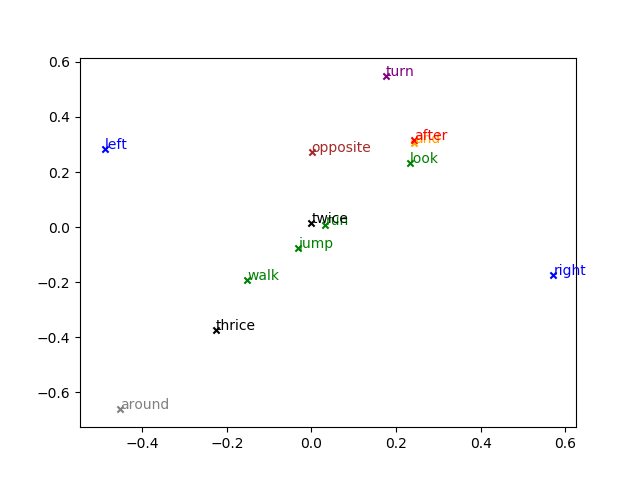 0.6
turn
0.4
after
and
left
opposite
look
0.2
twice
run
0.0
jump
right
walk
−0.2
thrice
−0.4
around
−0.6
−0.4 −0.2 0.0 0.2 0.4 0.6